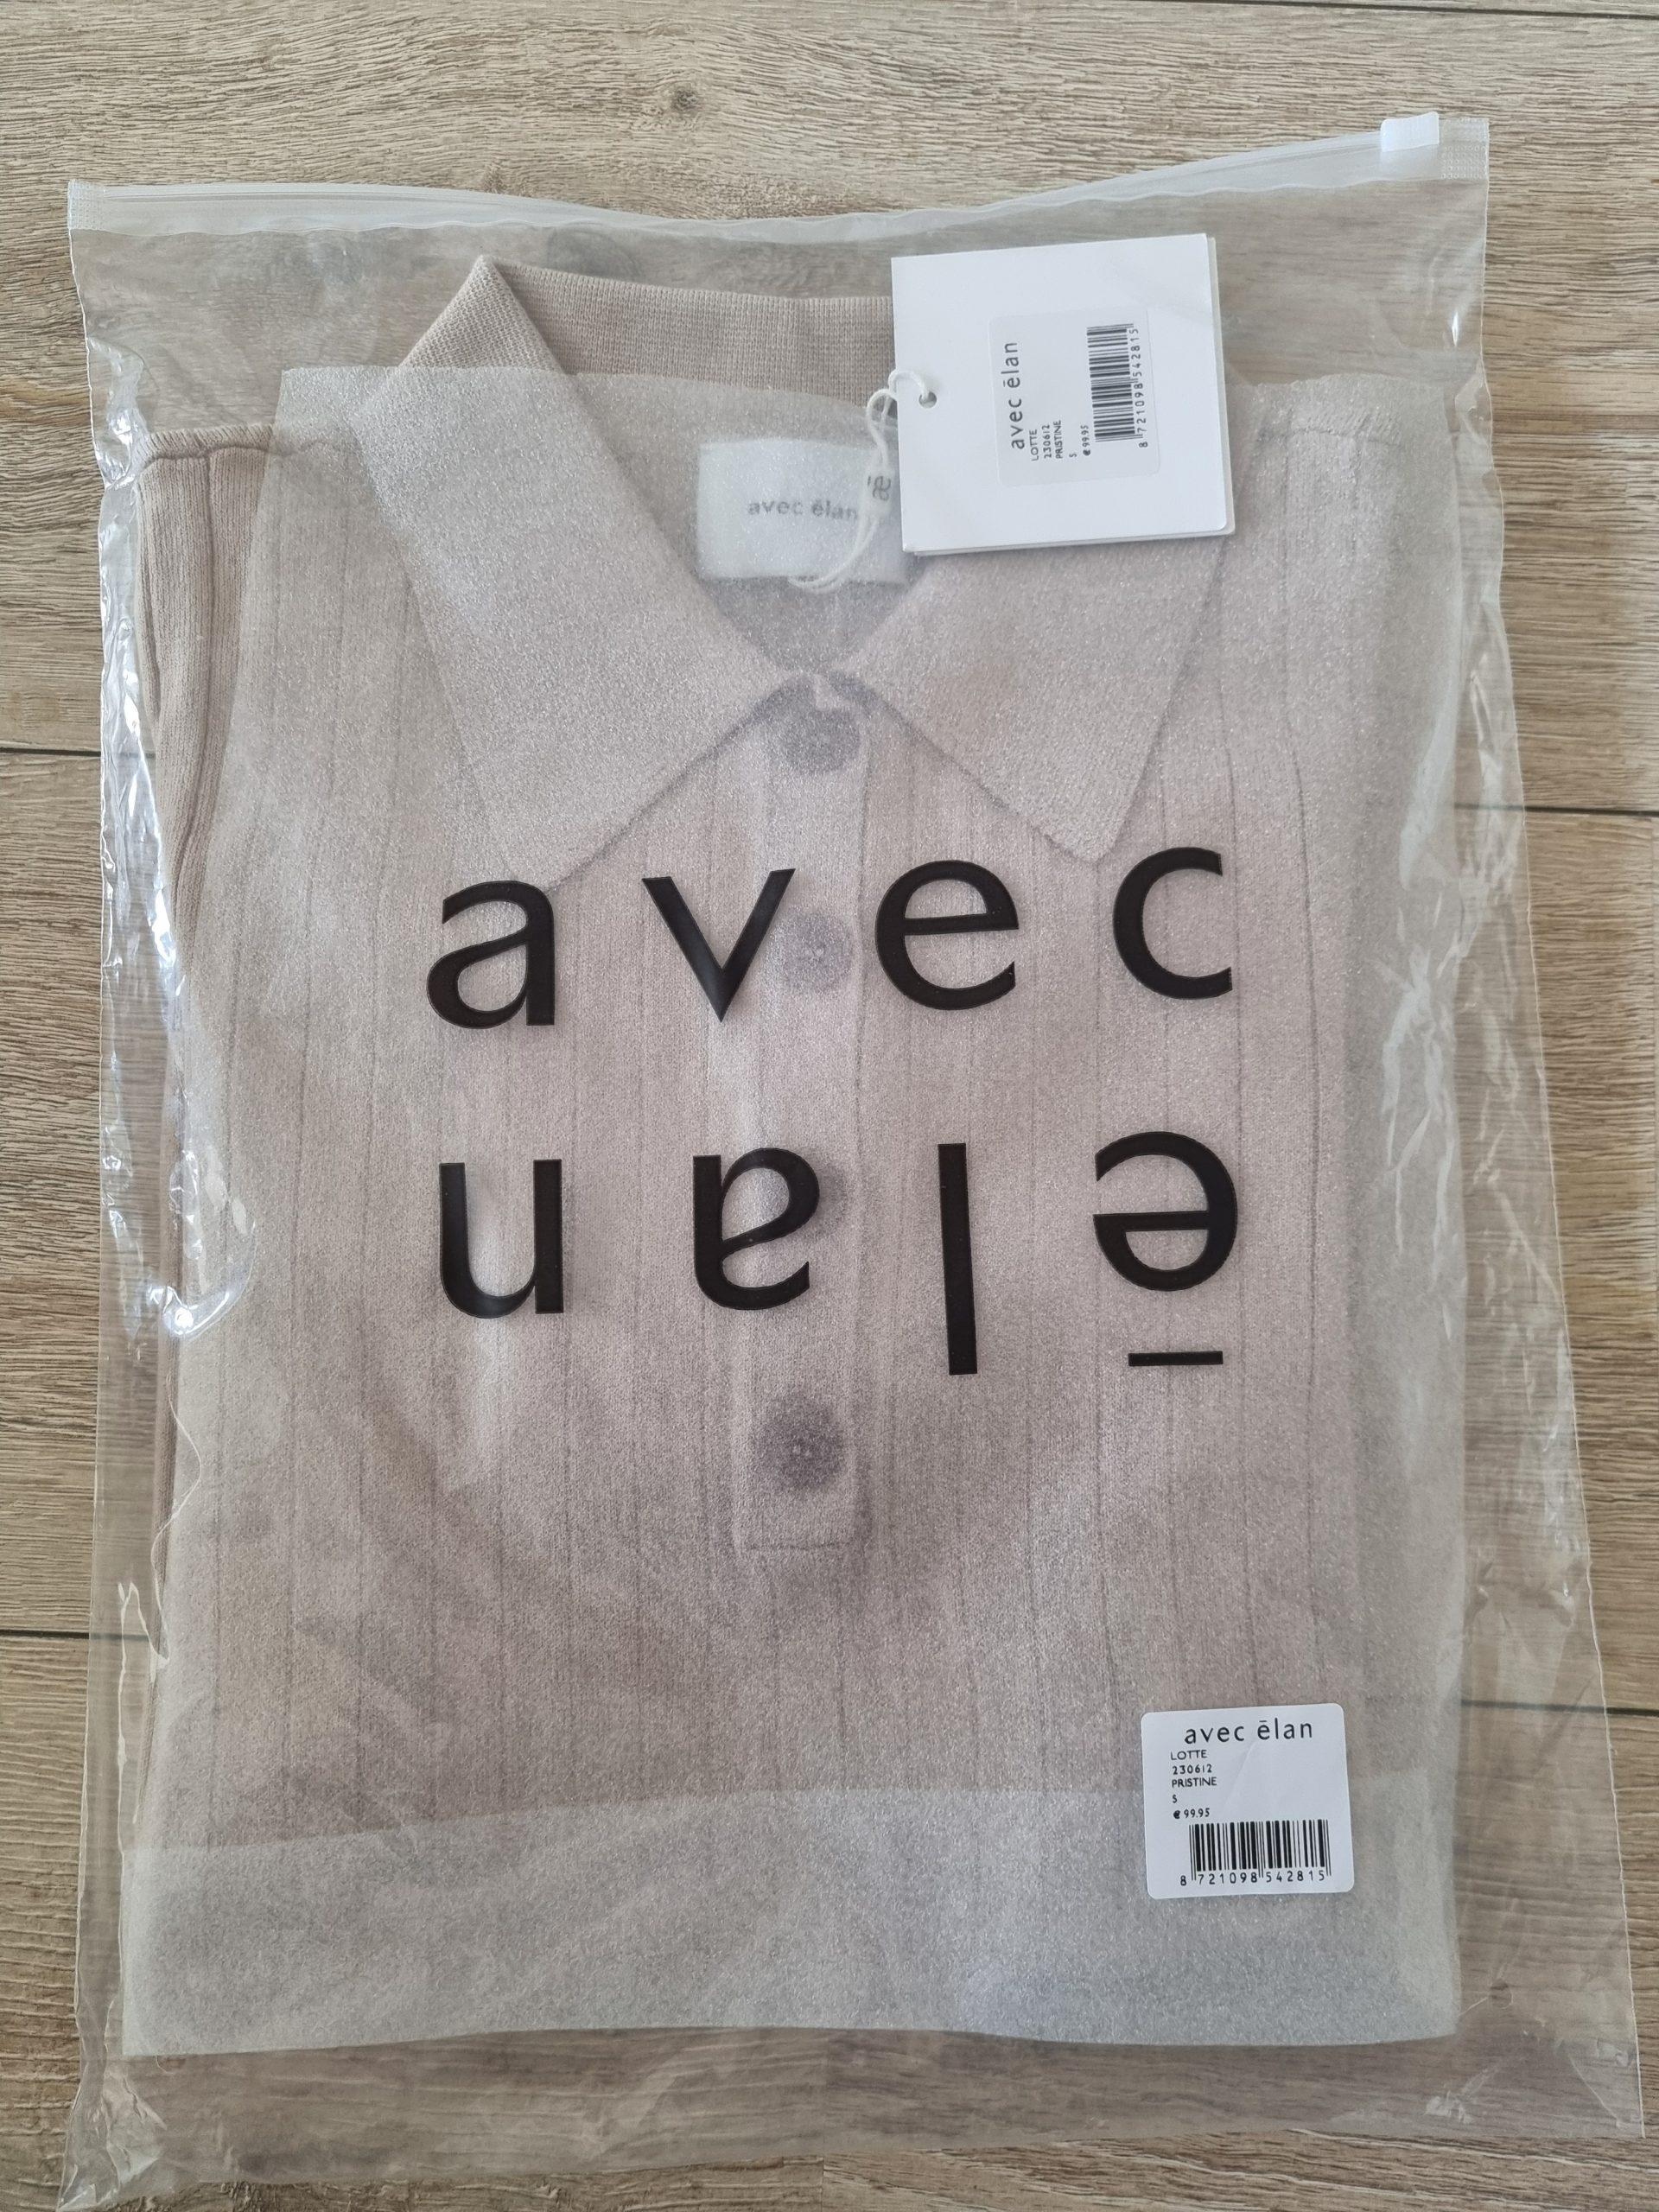 avec ēlan
LOTTE
230612
PRISTINE
S
€ 99.95
8 721098 542815
avec ēlan
æ
avec
ēlan
avec ēlan
LOTTE
230612
PRISTINE
S
€ 99.95
8 721098 542815